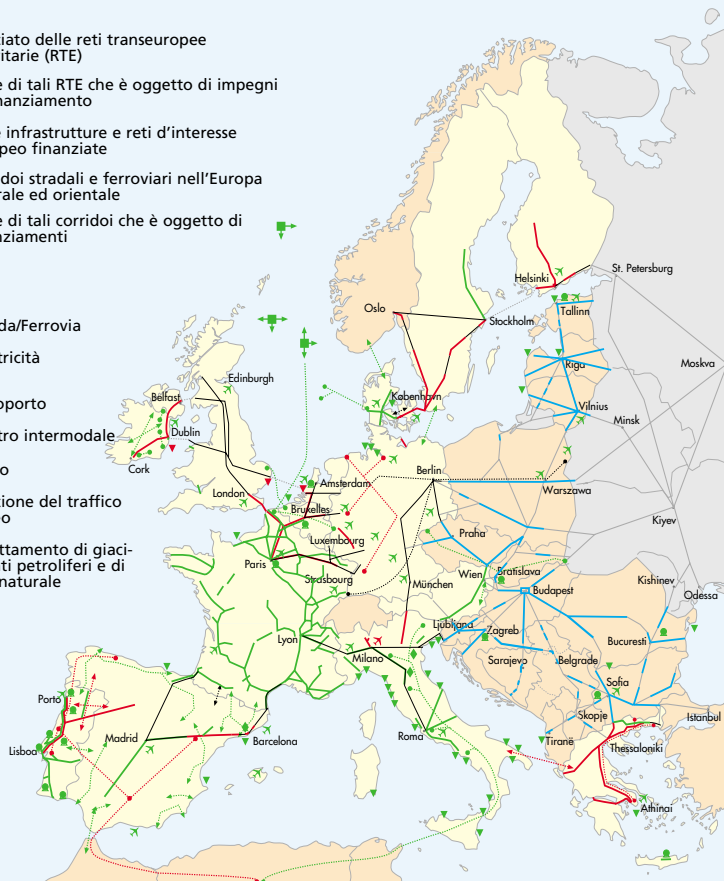 iato delle reti transeuropee
itarie (RTE)
e di tali RTE che è oggetto di impegni
nanziamento
e infrastrutture e reti d'interesse
peo finanziate
doi stradali e ferroviari nell'Europa
rale ed orientale
e di tali corridoi che è oggetto di
nziamenti
da/Ferrovia
tricità
oporto
tro intermodale
o
zione del traffico
eo
ttamento di giaci-
ti petroliferi e di
naturale
Helsinki
St. Petersburg
Oslo
Stockholm
Tallinn
Riga
Moskva
Edinburgh
København
Belfast
Vilnius
Minsk
Dublin
Cork
Berlin
Amsterdam
London
Warszawa
Bruxelles
Kiyev
Luxembourg
Praha
Paris
Strasbourg
München
Wien
Bratislava
Kishinev
Budapest
Odessa
Ljubljana
Lyon
Zagreb
Bucuresti
Milano
Sarajevo
Belgrade
Sofia
Porto
Skopje
Istanbul
Madrid
Barcelona
Roma
Tiranë
Thessaloniki
Lisboa
Athinai